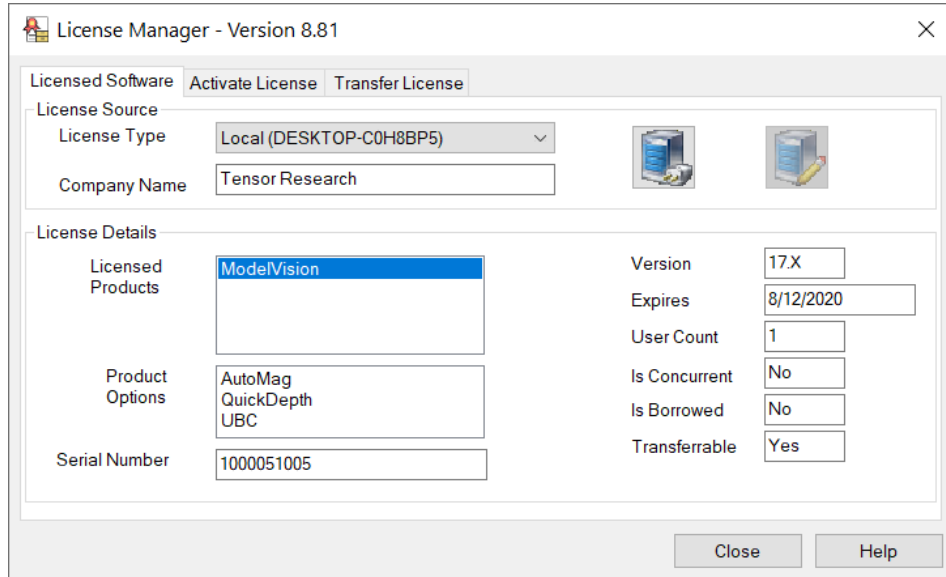 License Manager - Version 8.81
Licensed Software Activate License Transfer License
License Source
License Type Local (DESKTOP-C0H8BP5)
Company Name Tensor Research
License Details
Licensed Products ModelVision
Product Options AutoMag
QuickDepth
UBC
Serial Number 1000051005
Version 17.X
Expires 8/12/2020
User Count 1
Is Concurrent No
Is Borrowed No
Transferrable Yes
Close Help